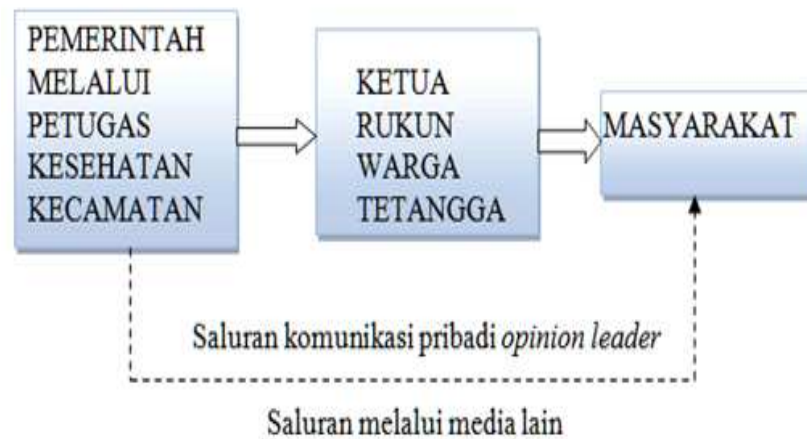 PEMERINTAH
MELALUI
PETUGAS
KESEHATAN
KECAMATAN
KETUA
RUKUN
WARGA
TETANGGA
MASYARAKAT
Saluran komunikasi pribadi opinion leader
Saluran melalui media lain